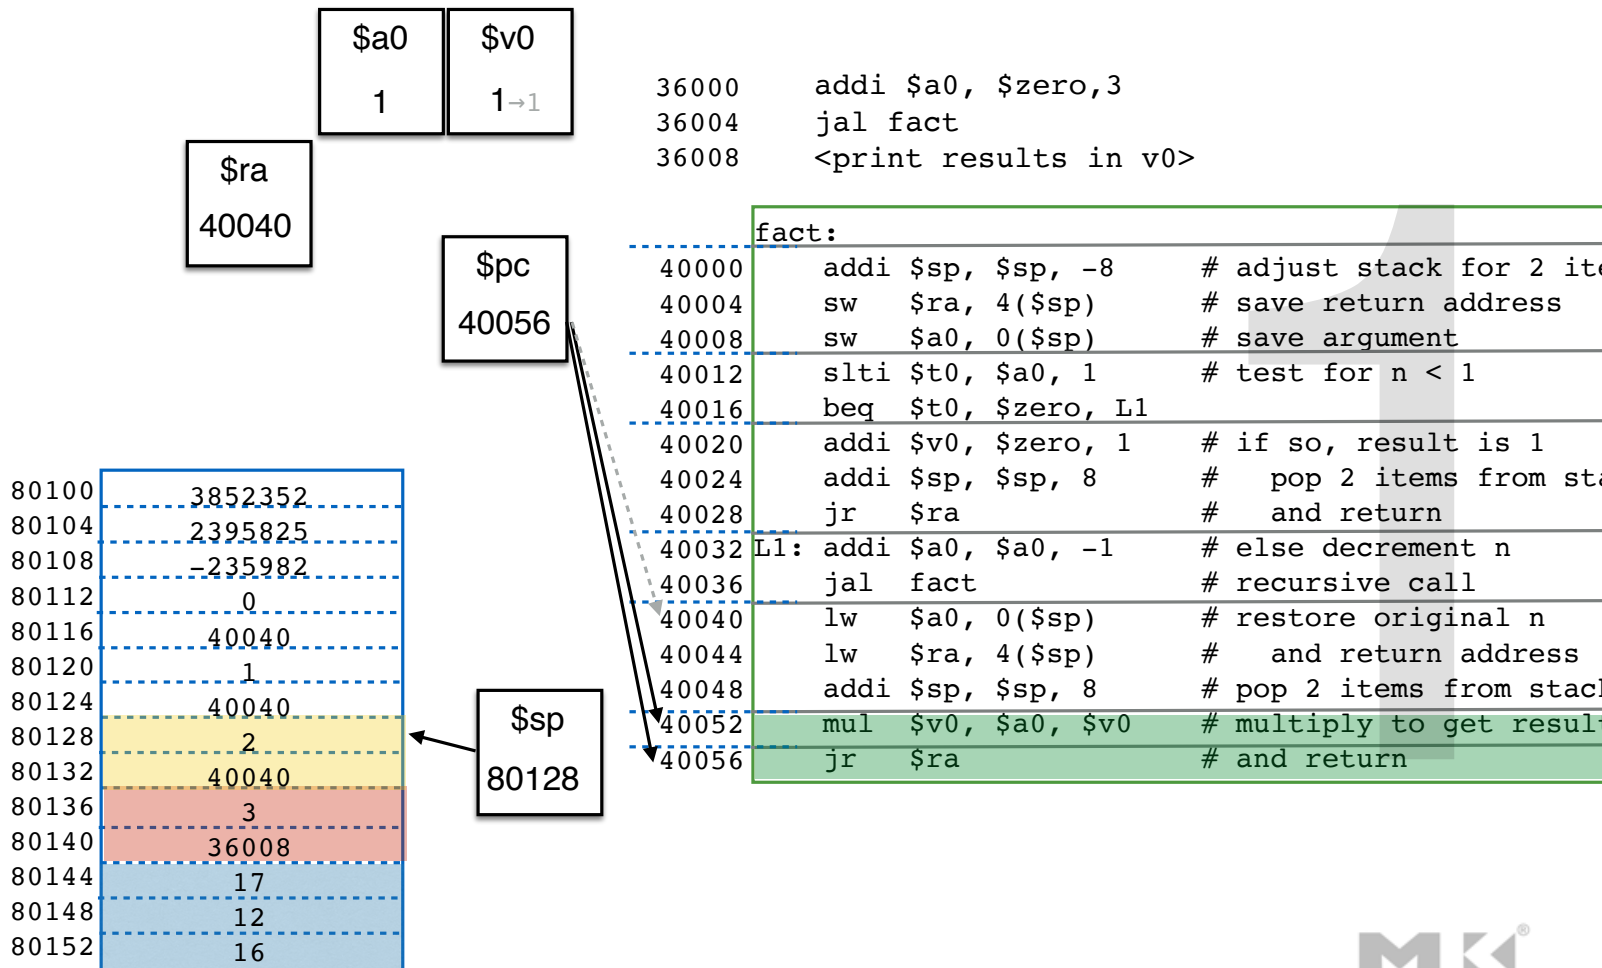 $a0 $v0
1 1→1
36000 addi $a0, $zero,3
36004 jal fact
36008 <print results in v0>
$ra
40040
$pc
40056
fact:
40000 addi $sp, $sp, -8 # adjust stack for 2 ite
40004 sw $ra, 4($sp) # save return address
40008 sw $a0, 0($sp) # save argument
40012 slti $t0, $a0, 1 # test for n < 1
40016 beq $t0, $zero, L1
40020 addi $v0, $zero, 1 # if so, result is 1
40024 addi $sp, $sp, 8 # pop 2 items from sta
40028 jr $ra # and return
40032 L1: addi $a0, $a0, -1 # else decrement n
40036 jal fact # recursive call
40040 lw $a0, 0($sp) # restore original n
40044 lw $ra, 4($sp) # and return address
40048 addi $sp, $sp, 8 # pop 2 items from stack
40052 mul $v0, $a0, $v0 # multiply to get result
40056 jr $ra # and return
1
80100 3852352
80104 2395825
80108 -235982
80112 0
80116 40040
80120 1
80124 40040
80128 2
80132 40040
80136 3
80140 36008
80144 17
80148 12
80152 16
$sp
80128
MK®